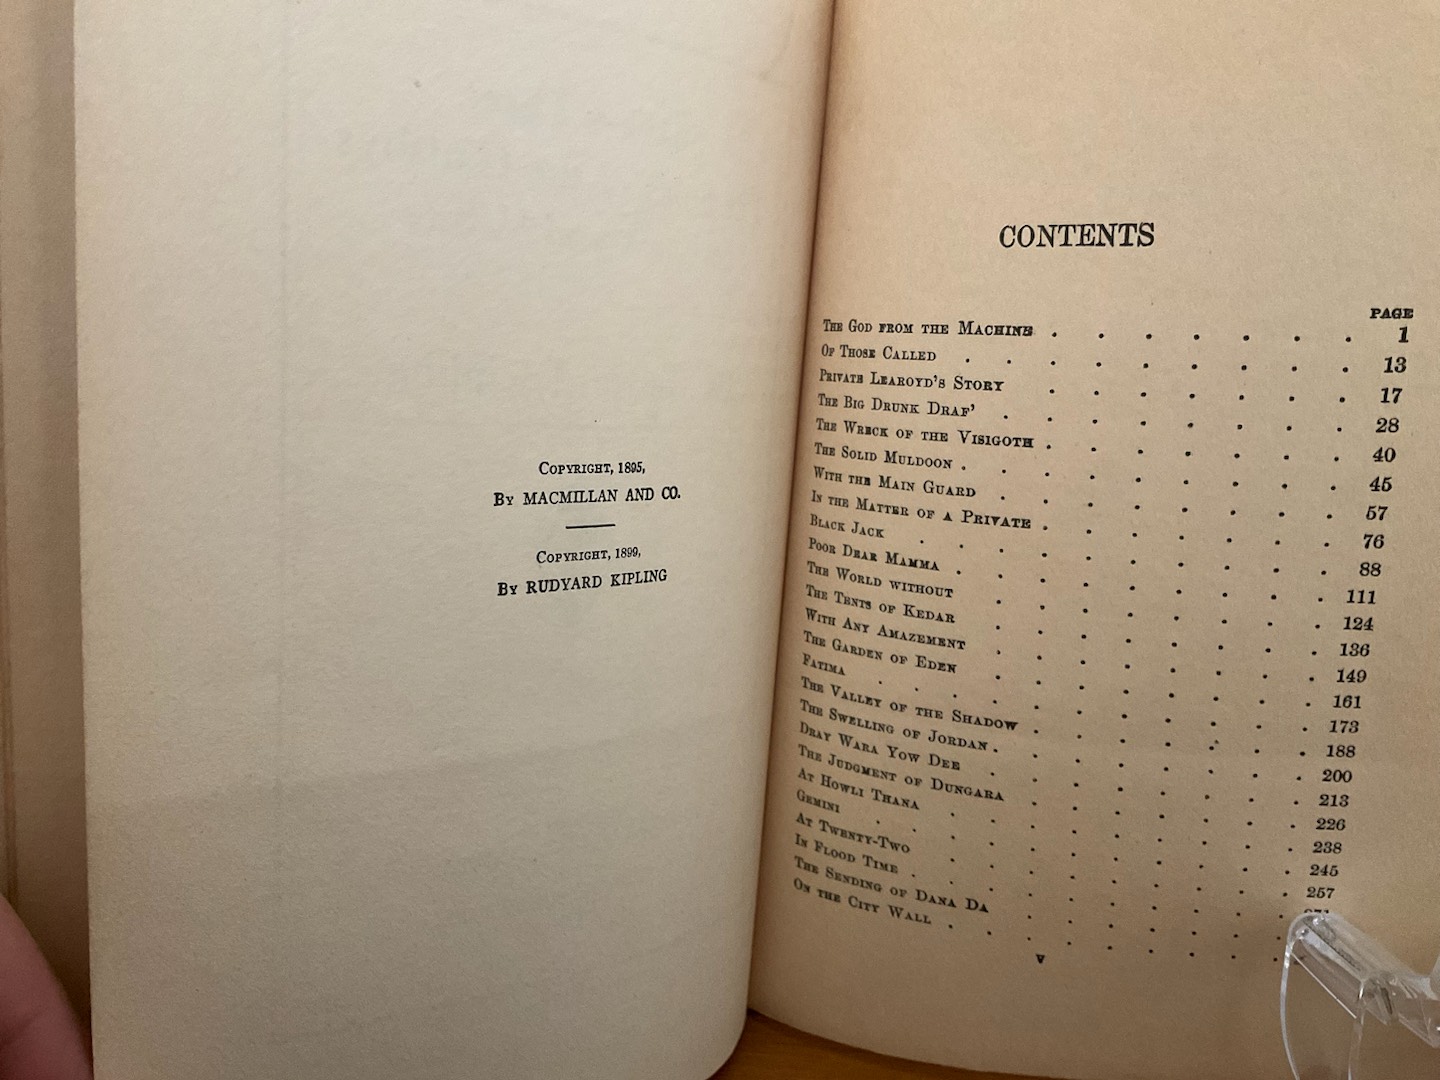 COPYRIGHT, 1895,
BY MACMILLAN AND CO.
COPYRIGHT, 1899,
BY RUDYARD KIPLING
CONTENTS
PAGE
THE GOD FROM THE MACHINE . . . . . . . 1
OF THOSE CALLED . . . . . . . . . 13
PRIVATE LEAROYD'S STORY . . . . . . . 17
THE BIG DRUNK DRAF' . . . . . . . . 28
THE WRECK OF THE VISIGOTH . . . . . . . 40
THE SOLID MULDOON . . . . . . . . . 45
WITH THE MAIN GUARD . . . . . . . . 57
IN THE MATTER OF A PRIVATE . . . . . . . 76
BLACK JACK . . . . . . . . . 88
POOR DEAR MAMMA . . . . . . . . . 111
THE WORLD WITHOUT . . . . . . . . 124
THE TENTS OF KEDAR . . . . . . . . 136
WITH ANY AMAZEMENT . . . . . . . . 149
THE GARDEN OF EDEN . . . . . . . . 161
FATIMA . . . . . . . . . 173
THE VALLEY OF THE SHADOW . . . . . . . 188
THE SWELLING OF JORDAN . . . . . . . . 200
DRAY WARA YOW DEE . . . . . . . . 213
THE JUDGMENT OF DUNGARA . . . . . . . 226
AT HOWLI THANA . . . . . . . . 238
GEMINI . . . . . . . . . 245
AT TWENTY-TWO . . . . . . . . 257
IN FLOOD TIME . . . . . . . . .
THE SENDING OF DANA DA . . . . . . .
ON THE CITY WALL . . . . . . . .
v